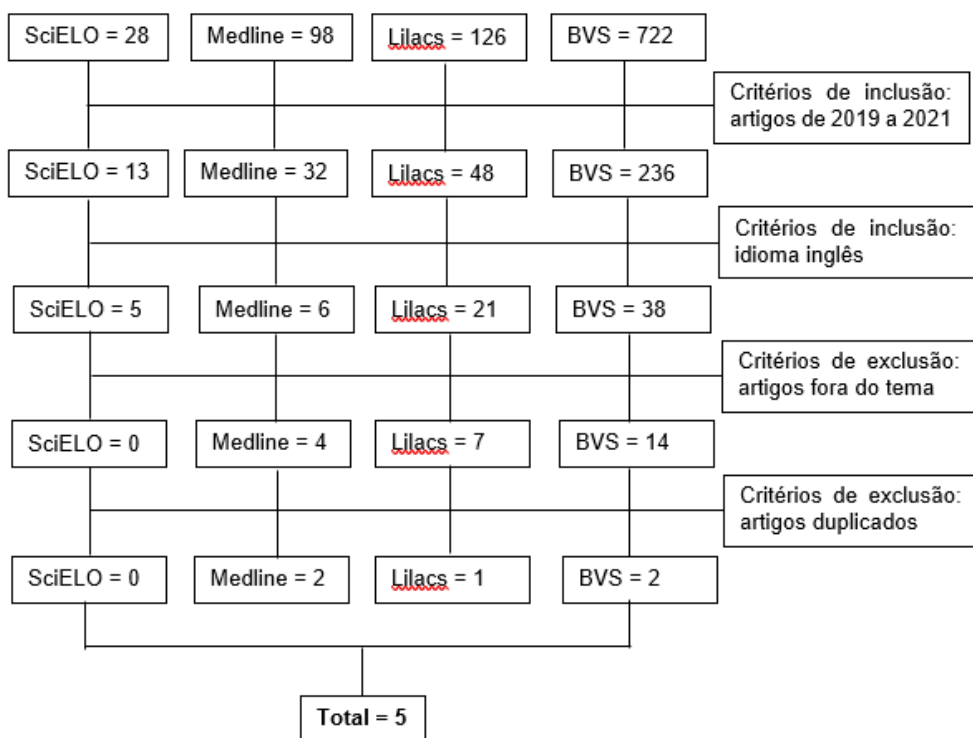 SciELO = 28
Medline = 98
Lilacs = 126
BVS = 722
Critérios de inclusão:
artigos de 2019 a 2021
SciELO = 13
Medline = 32
Lilacs = 48
BVS = 236
Critérios de inclusão:
idioma inglês
SciELO = 5
Medline = 6
Lilacs = 21
BVS = 38
Critérios de exclusão:
artigos fora do tema
SciELO = 0
Medline = 4
Lilacs = 7
BVS = 14
Critérios de exclusão:
artigos duplicados
SciELO = 0
Medline = 2
Lilacs = 1
BVS = 2
Total = 5